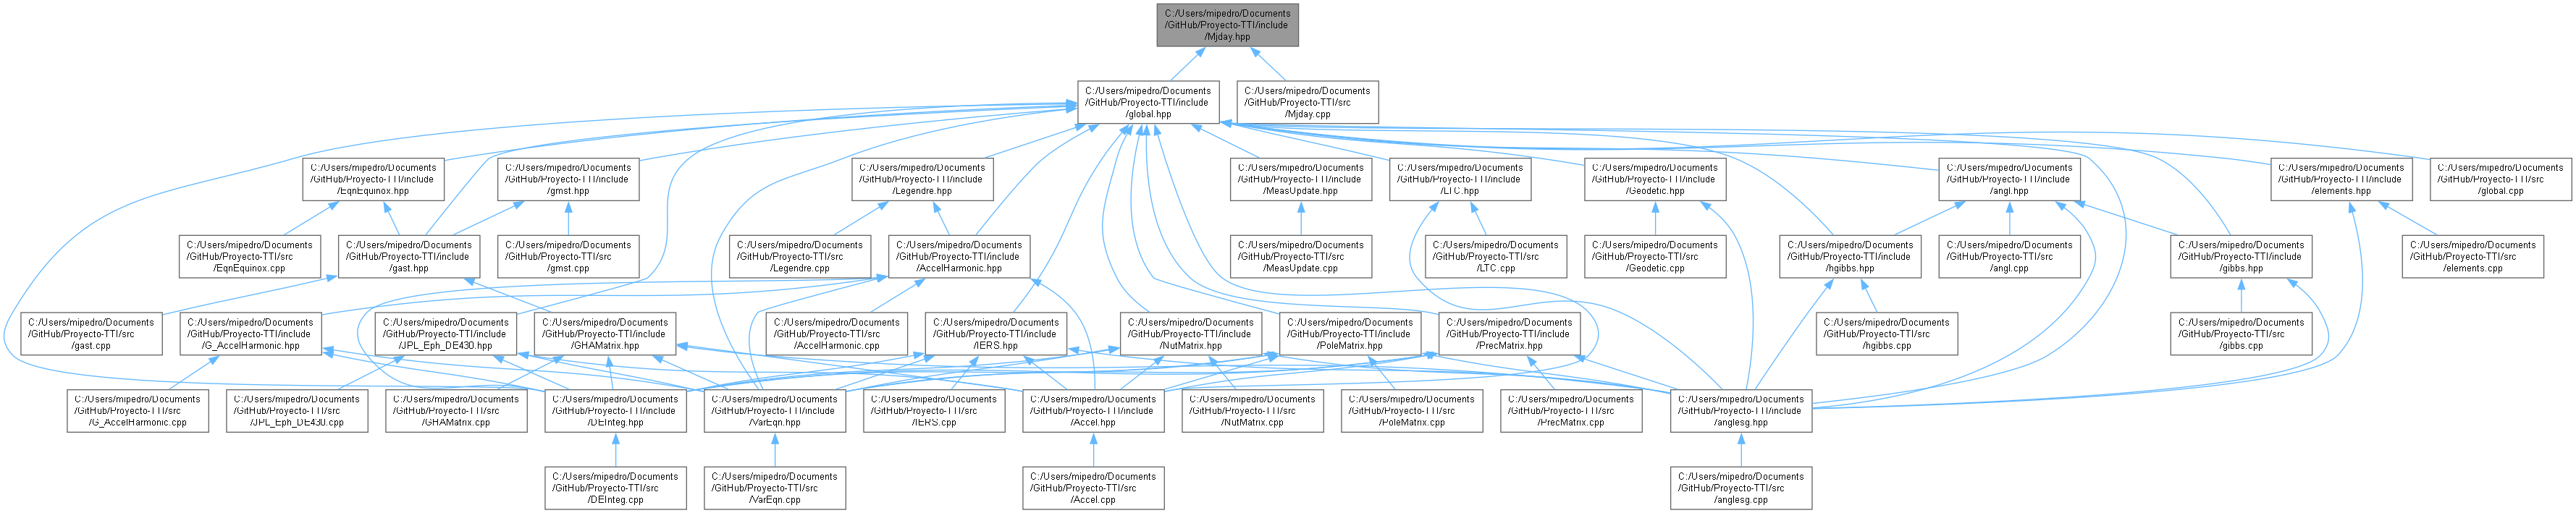 C:/Users/mipedro/Documents
/GitHub/Proyecto-TTI/include
/Mjday.hpp
C:/Users/mipedro/Documents
/GitHub/Proyecto-TTI/include
/global.hpp
C:/Users/mipedro/Documents
/GitHub/Proyecto-TTI/src
/Mjday.cpp
C:/Users/mipedro/Documents
/GitHub/Proyecto-TTI/include
/EqnEquinox.hpp
C:/Users/mipedro/Documents
/GitHub/Proyecto-TTI/include
/gmst.hpp
C:/Users/mipedro/Documents
/GitHub/Proyecto-TTI/include
/Legendre.hpp
C:/Users/mipedro/Documents
/GitHub/Proyecto-TTI/include
/MeasUpdate.hpp
C:/Users/mipedro/Documents
/GitHub/Proyecto-TTI/include
/LTC.hpp
C:/Users/mipedro/Documents
/GitHub/Proyecto-TTI/include
/Geodetic.hpp
C:/Users/mipedro/Documents
/GitHub/Proyecto-TTI/include
/angl.hpp
C:/Users/mipedro/Documents
/GitHub/Proyecto-TTI/include
/elements.hpp
C:/Users/mipedro/Documents
/GitHub/Proyecto-TTI/src
/global.cpp
C:/Users/mipedro/Documents
/GitHub/Proyecto-TTI/src
/EqnEquinox.cpp
C:/Users/mipedro/Documents
/GitHub/Proyecto-TTI/include
/gast.hpp
C:/Users/mipedro/Documents
/GitHub/Proyecto-TTI/src
/gmst.cpp
C:/Users/mipedro/Documents
/GitHub/Proyecto-TTI/src
/Legendre.cpp
C:/Users/mipedro/Documents
/GitHub/Proyecto-TTI/include
/AccelHarmonic.hpp
C:/Users/mipedro/Documents
/GitHub/Proyecto-TTI/src
/MeasUpdate.cpp
C:/Users/mipedro/Documents
/GitHub/Proyecto-TTI/src
/LTC.cpp
C:/Users/mipedro/Documents
/GitHub/Proyecto-TTI/src
/Geodetic.cpp
C:/Users/mipedro/Documents
/GitHub/Proyecto-TTI/include
/hgibbs.hpp
C:/Users/mipedro/Documents
/GitHub/Proyecto-TTI/src
/angl.cpp
C:/Users/mipedro/Documents
/GitHub/Proyecto-TTI/include
/gibbs.hpp
C:/Users/mipedro/Documents
/GitHub/Proyecto-TTI/src
/elements.cpp
C:/Users/mipedro/Documents
/GitHub/Proyecto-TTI/src
/gast.cpp
C:/Users/mipedro/Documents
/GitHub/Proyecto-TTI/include
/G_AccelHarmonic.hpp
C:/Users/mipedro/Documents
/GitHub/Proyecto-TTI/include
/JPL_Eph_DE430.hpp
C:/Users/mipedro/Documents
/GitHub/Proyecto-TTI/include
/GHAMatrix.hpp
C:/Users/mipedro/Documents
/GitHub/Proyecto-TTI/src
/AccelHarmonic.cpp
C:/Users/mipedro/Documents
/GitHub/Proyecto-TTI/include
/IERS.hpp
C:/Users/mipedro/Documents
/GitHub/Proyecto-TTI/include
/NutMatrix.hpp
C:/Users/mipedro/Documents
/GitHub/Proyecto-TTI/include
/PoleMatrix.hpp
C:/Users/mipedro/Documents
/GitHub/Proyecto-TTI/include
/PrecMatrix.hpp
C:/Users/mipedro/Documents
/GitHub/Proyecto-TTI/src
/hgibbs.cpp
C:/Users/mipedro/Documents
/GitHub/Proyecto-TTI/src
/gibbs.cpp
C:/Users/mipedro/Documents
/GitHub/Proyecto-TTI/src
/G_AccelHarmonic.cpp
C:/Users/mipedro/Documents
/GitHub/Proyecto-TTI/src
/JPL_Eph_DE430.cpp
C:/Users/mipedro/Documents
/GitHub/Proyecto-TTI/src
/GHAMatrix.cpp
C:/Users/mipedro/Documents
/GitHub/Proyecto-TTI/include
/DEInteg.hpp
C:/Users/mipedro/Documents
/GitHub/Proyecto-TTI/include
/VarEqn.hpp
C:/Users/mipedro/Documents
/GitHub/Proyecto-TTI/src
/IERS.cpp
C:/Users/mipedro/Documents
/GitHub/Proyecto-TTI/include
/Accel.hpp
C:/Users/mipedro/Documents
/GitHub/Proyecto-TTI/src
/NutMatrix.cpp
C:/Users/mipedro/Documents
/GitHub/Proyecto-TTI/src
/PoleMatrix.cpp
C:/Users/mipedro/Documents
/GitHub/Proyecto-TTI/src
/PrecMatrix.cpp
C:/Users/mipedro/Documents
/GitHub/Proyecto-TTI/include
/anglesg.hpp
C:/Users/mipedro/Documents
/GitHub/Proyecto-TTI/src
/DEInteg.cpp
C:/Users/mipedro/Documents
/GitHub/Proyecto-TTI/src
/VarEqn.cpp
C:/Users/mipedro/Documents
/GitHub/Proyecto-TTI/src
/Accel.cpp
C:/Users/mipedro/Documents
/GitHub/Proyecto-TTI/src
/anglesg.cpp